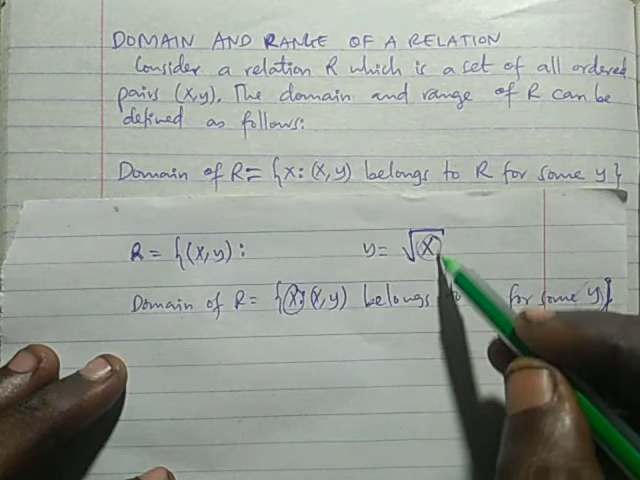 DOMAIN AND RANGE OF A RELATION
Consider a relation R which is a set of all ordered
pairs (x,y). The domain and range of R can be
defined as follows:
Domain of R = {x: (x,y) belongs to R for some y}
R = {(x,y): y = √x
Domain of R = {x: (x,y) belongs to for some y}